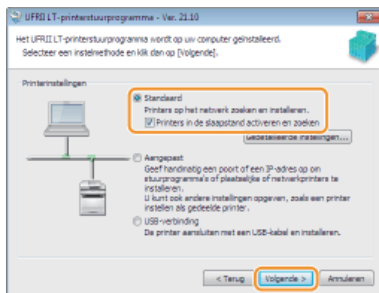 UFRII LT-printerstuurprogramma - Ver. 21.10
Het UFRII LT-printerstuurprogramma wordt op uw computer geïnstalleerd.
Selecteer een instelmethode en klik dan op [Volgende].
Printerinstellingen
Standaard
Printers op het netwerk zoeken en installeren.
Printers in de slaapstand activeren en zoeken
Gedetailleerde instellingen...
Aangepast
Geef handmatig een poort of een IP-adres op om
stuurprogramma's of plaatselijke of netwerkprinters te
installeren.
U kunt ook andere instellingen opgeven, zoals een printer
instellen als gedeelde printer.
USB-verbinding
De printer aansluiten met een USB-kabel en installeren.
< Terug
Volgende >
Annuleren